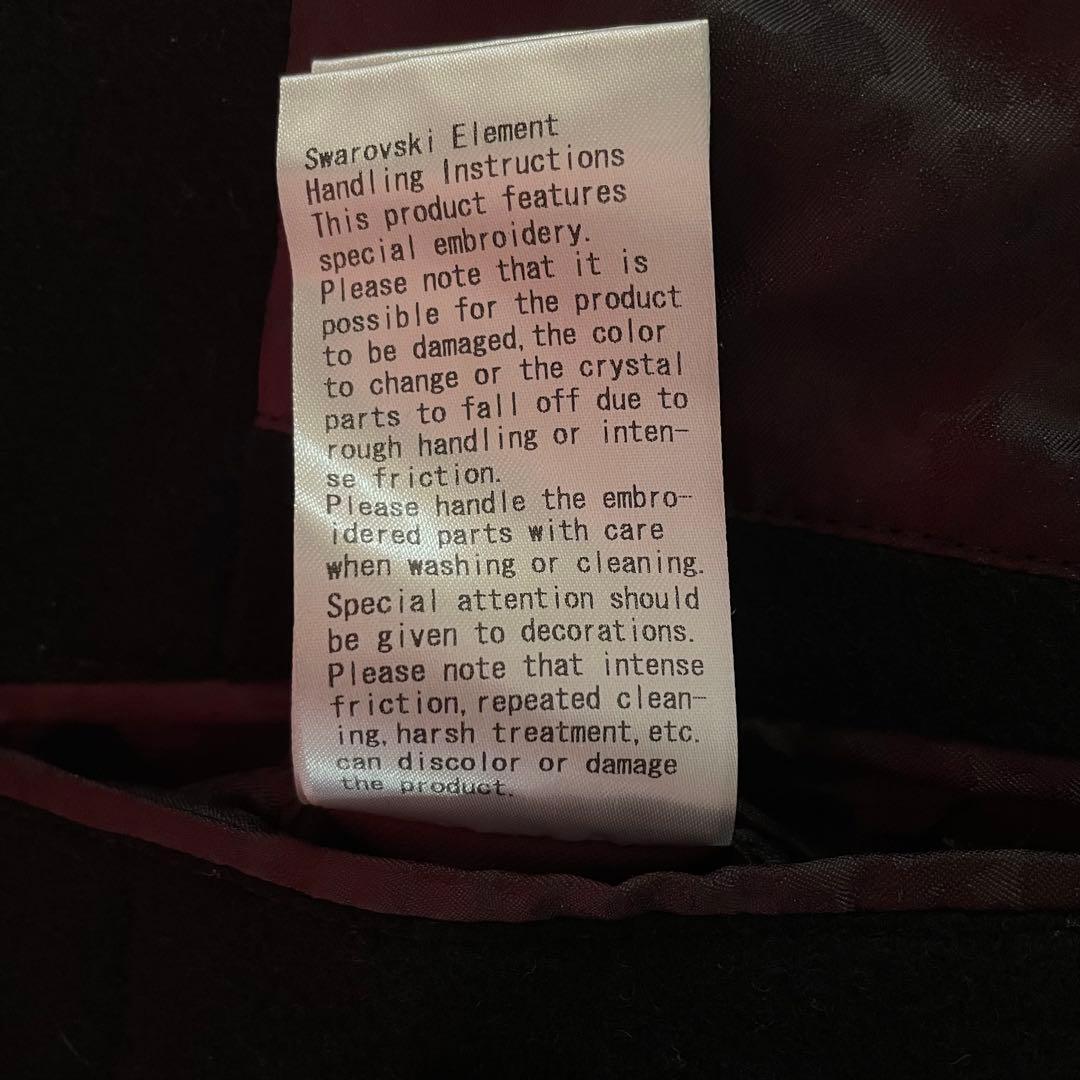 Swarovski Element
Handling Instructions
This product features
special embroidery.
Please note that it is
possible for the product
to be damaged, the color
to change or the crystal
parts to fall off due to
rough handling or inten-
se friction.
Please handle the embro-
idered parts with care
when washing or cleaning.
Special attention should
be given to decorations.
Please note that intense
friction, repeated clean-
ing, harsh treatment, etc.
can discolor or damage
the product.